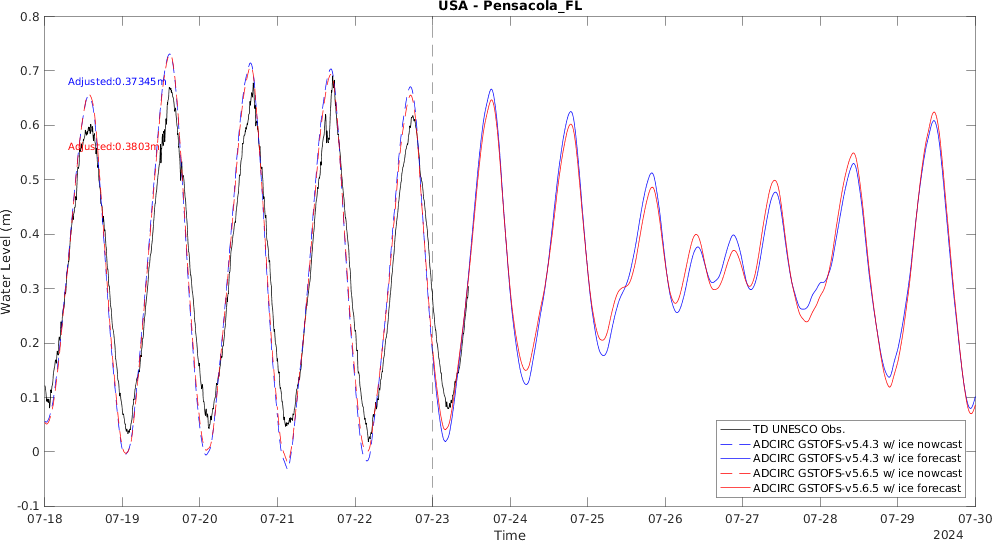 USA - Pensacola_FL
0.8
0.7
0.6
0.5
0.4
0.3
0.2
0.1
0
-0.1
Water Level (m)
Adjusted:0.37345m
Adjusted:0.3803m
TD UNESCO Obs.
ADCIRC GSTOFS-v5.4.3 w/ ice nowcast
ADCIRC GSTOFS-v5.4.3 w/ ice forecast
ADCIRC GSTOFS-v5.6.5 w/ ice nowcast
ADCIRC GSTOFS-v5.6.5 w/ ice forecast
07-18 07-19 07-20 07-21 07-22 07-23 07-24 07-25 07-26 07-27 07-28 07-29 07-30
Time
2024